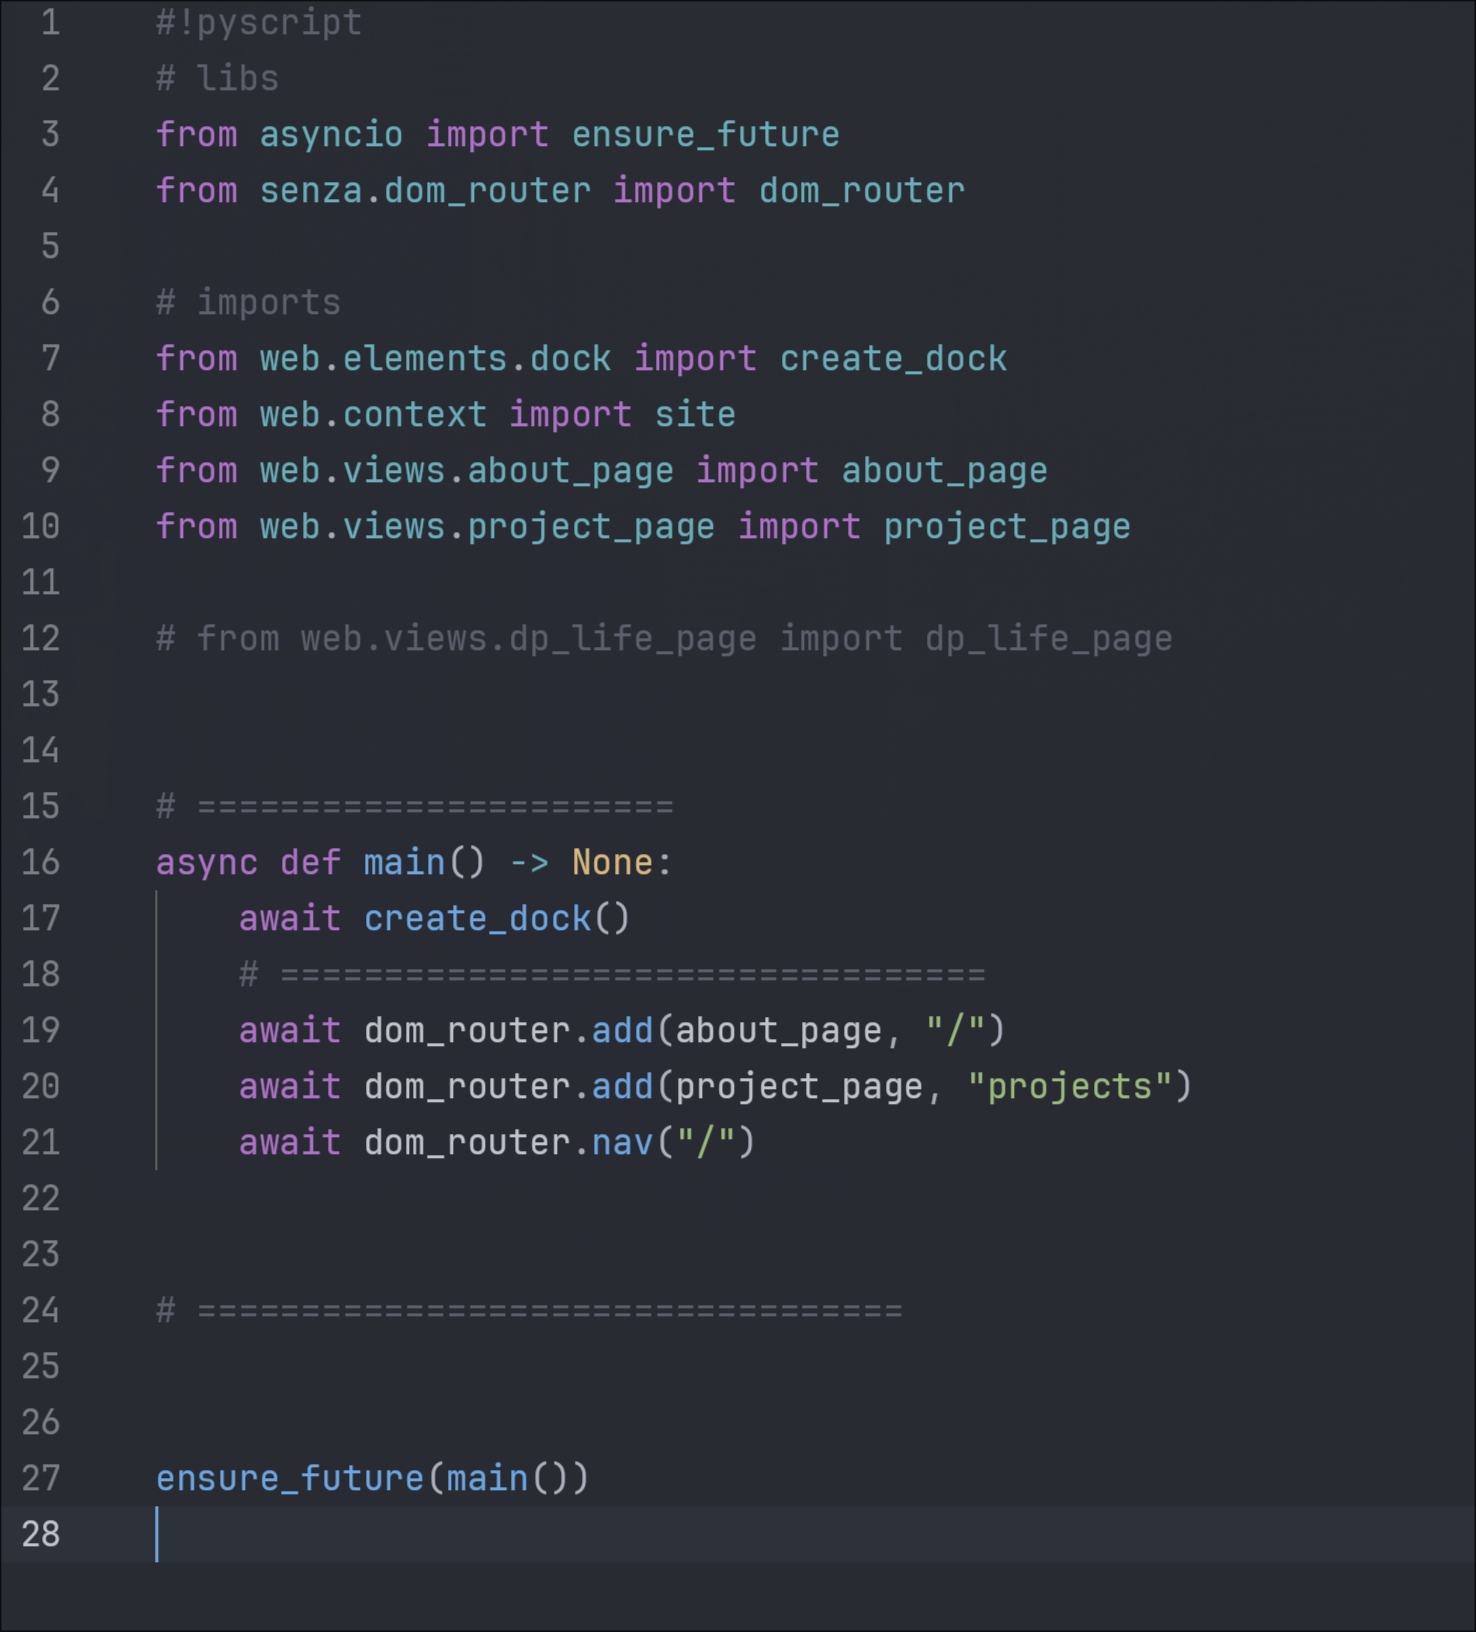 1 #!pyscript
2 # libs
3 from asyncio import ensure_future
4 from senza.dom_router import dom_router
5
6 # imports
7 from web.elements.dock import create_dock
8 from web.context import site
9 from web.views.about_page import about_page
10 from web.views.project_page import project_page
11
12 # from web.views.dp_life_page import dp_life_page
13
14
15 # =======================
16 async def main() -> None:
17     await create_dock()
18     # ==================================
19     await dom_router.add(about_page, "/")
20     await dom_router.add(project_page, "projects")
21     await dom_router.nav("/")
22
23
24 # ==================================
25
26
27 ensure_future(main())
28